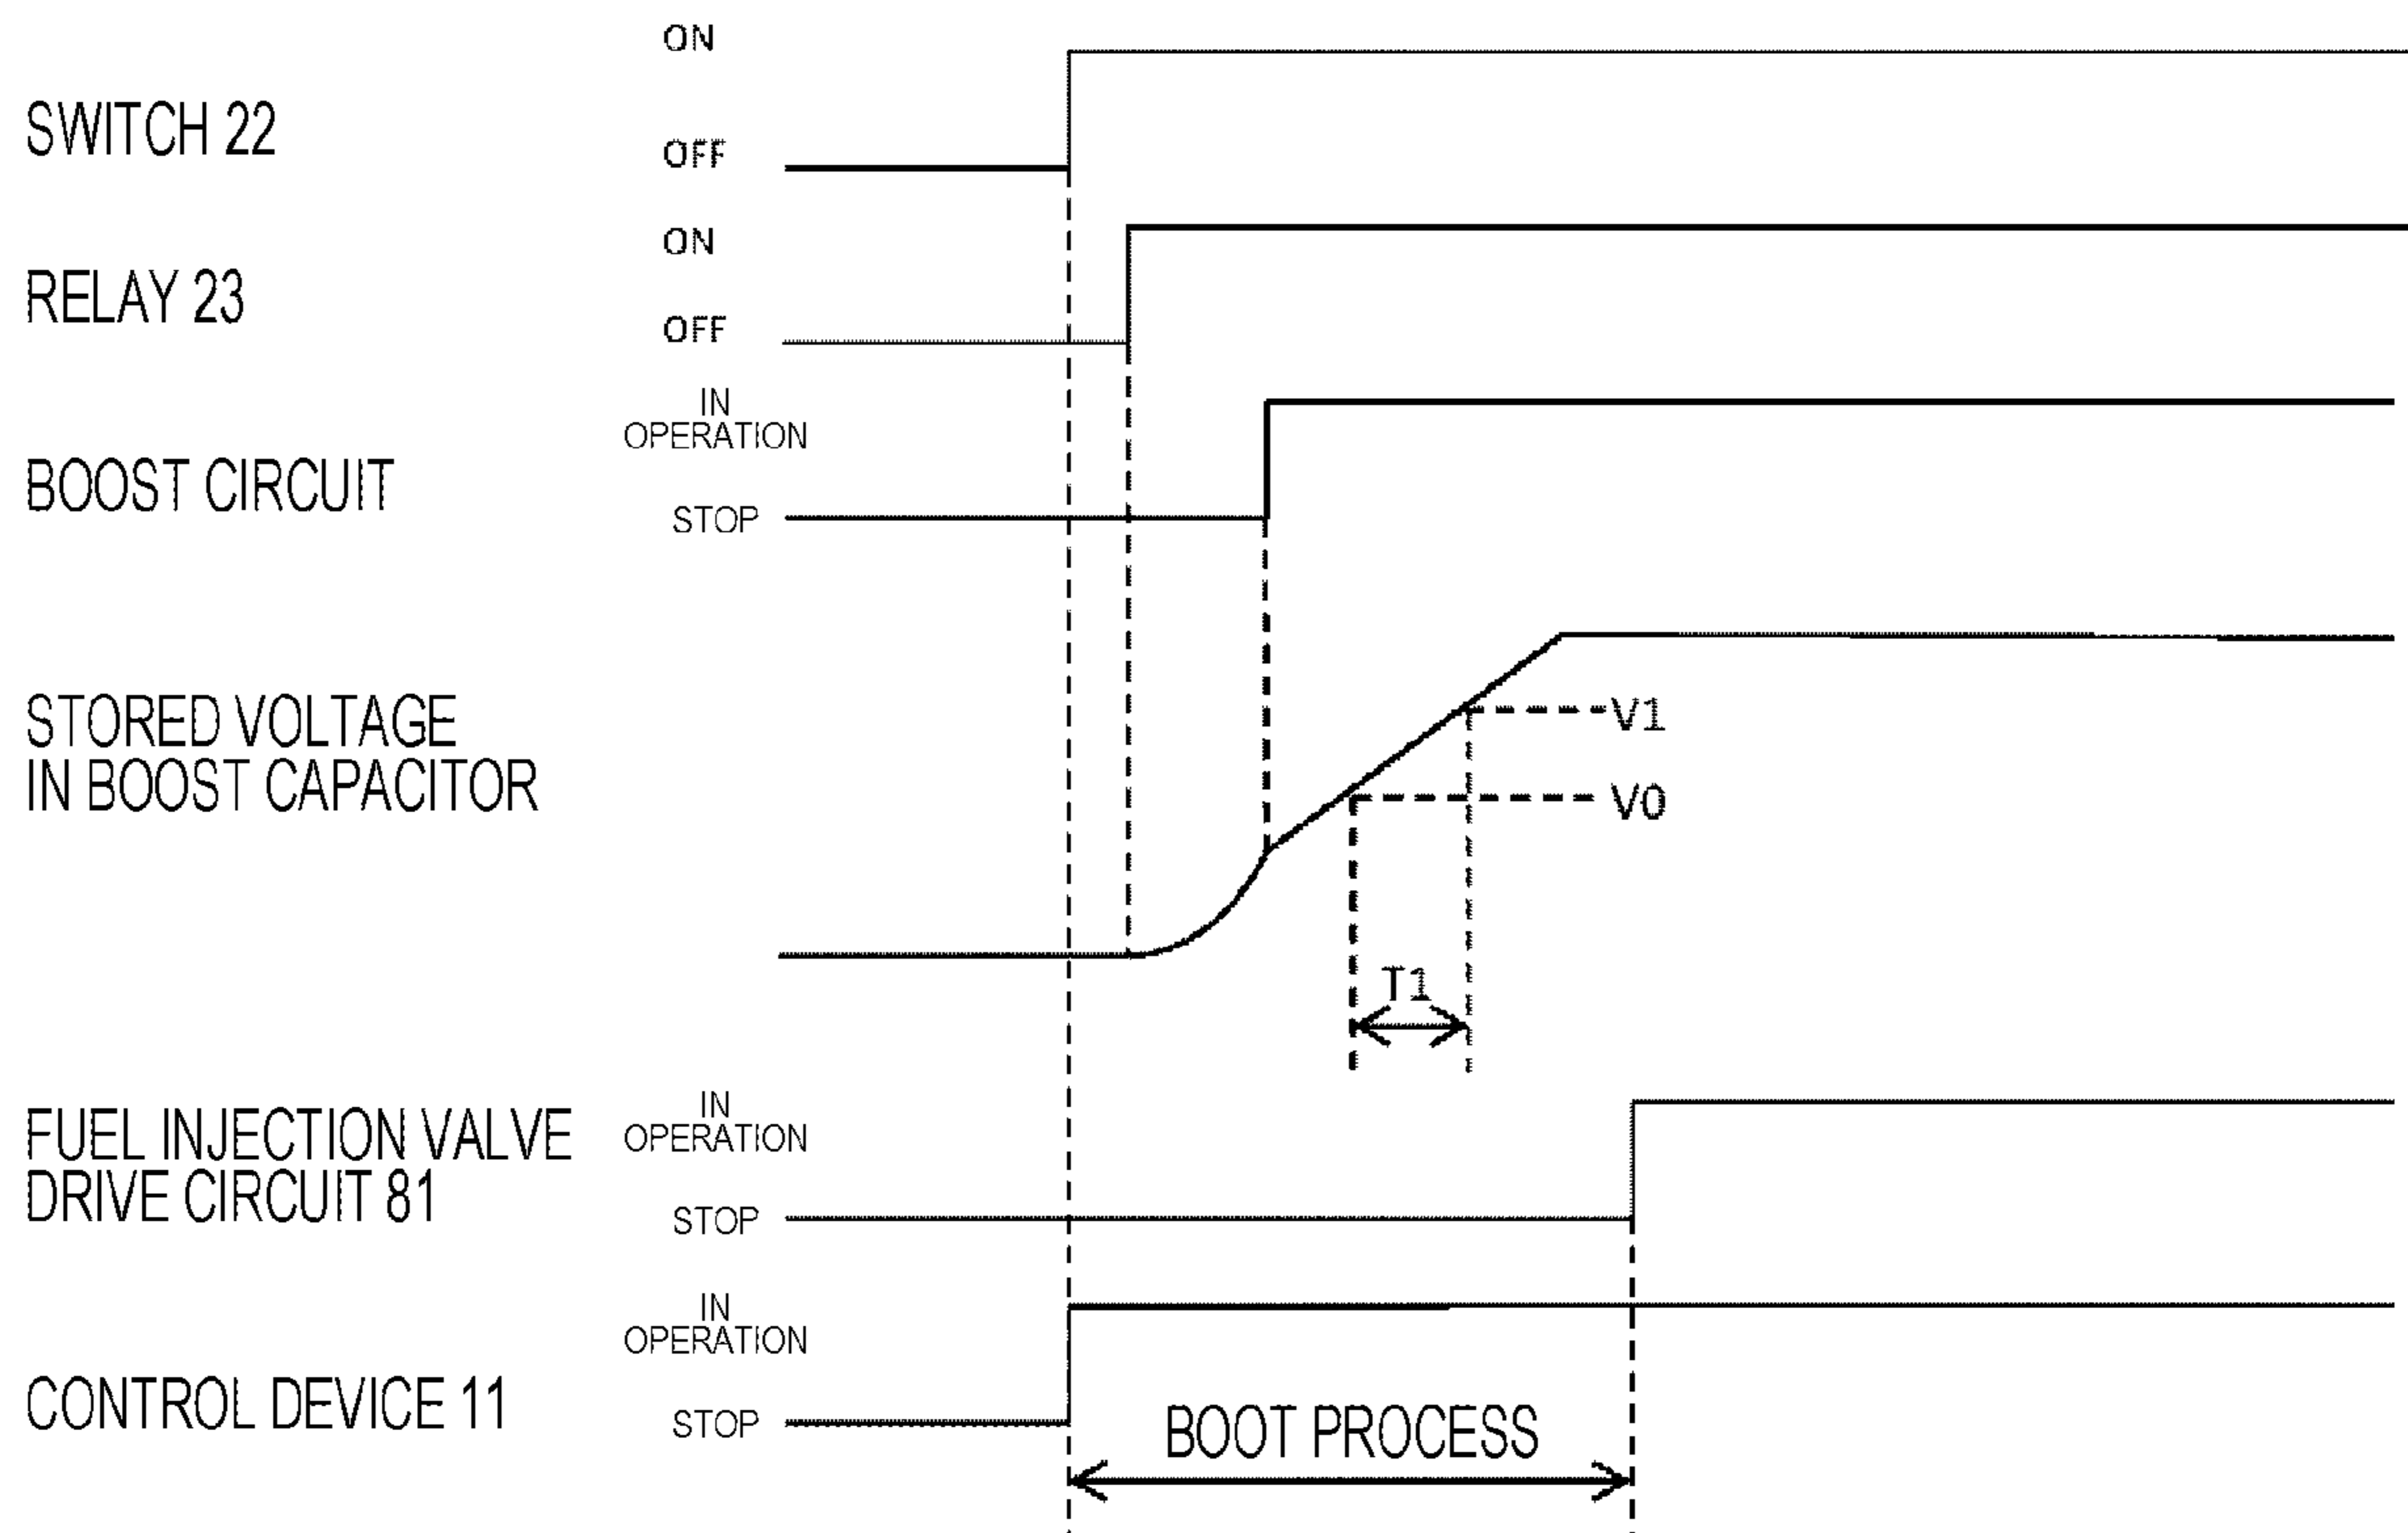 ON
SWITCH 22
OFF
ON
RELAY 23
OFF
IN
OPERATION
BOOST CIRCUIT
STOP
STORED VOLTAGE
IN BOOST CAPACITOR
V1
V0
T1
FUEL INJECTION VALVE
DRIVE CIRCUIT 81
IN
OPERATION
STOP
IN
OPERATION
CONTROL DEVICE 11
STOP
BOOT PROCESS